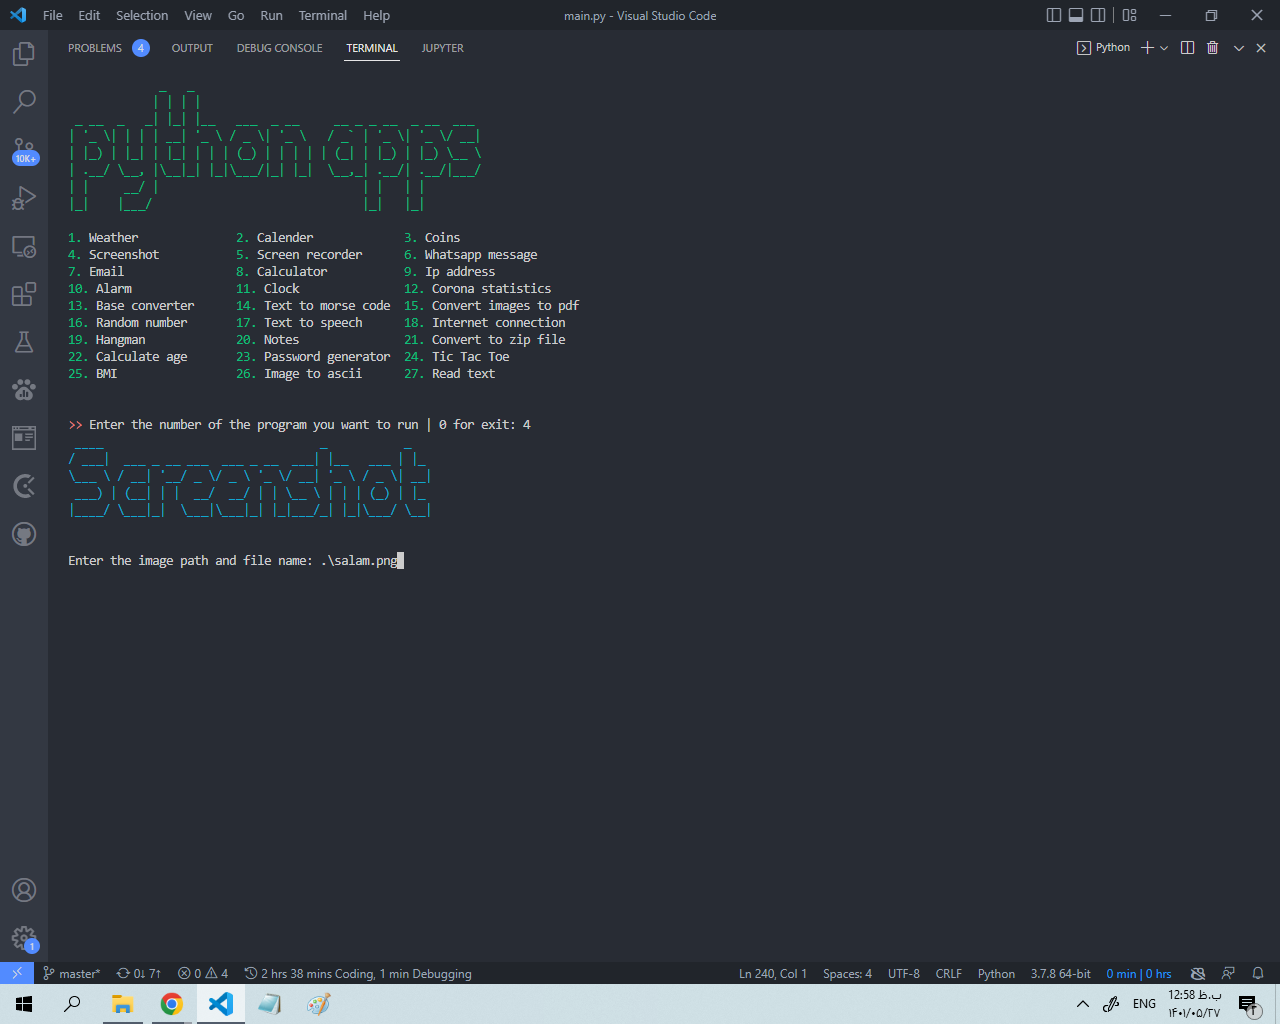 File Edit Selection View Go Run Terminal Help main.py - Visual Studio Code
PROBLEMS 4 OUTPUT DEBUG CONSOLE TERMINAL JUPYTER Python
python apps
10K+
1. Weather 2. Calender 3. Coins
4. Screenshot 5. Screen recorder 6. Whatsapp message
7. Email 8. Calculator 9. Ip address
10. Alarm 11. Clock 12. Corona statistics
13. Base converter 14. Text to morse code 15. Convert images to pdf
16. Random number 17. Text to speech 18. Internet connection
19. Hangman 20. Notes 21. Convert to zip file
22. Calculate age 23. Password generator 24. Tic Tac Toe
25. BMI 26. Image to ascii 27. Read text
>> Enter the number of the program you want to run | 0 for exit: 4
Screenshot
Enter the image path and file name: .\salam.png
1
master* 0↓ 7↑ 0 4 2 hrs 38 mins Coding, 1 min Debugging Ln 240, Col 1 Spaces: 4 UTF-8 CRLF Python 3.7.8 64-bit 0 min | 0 hrs
ENG 12:58 ب.ظ
۱۴۰۱/۰۵/۲۷
۲